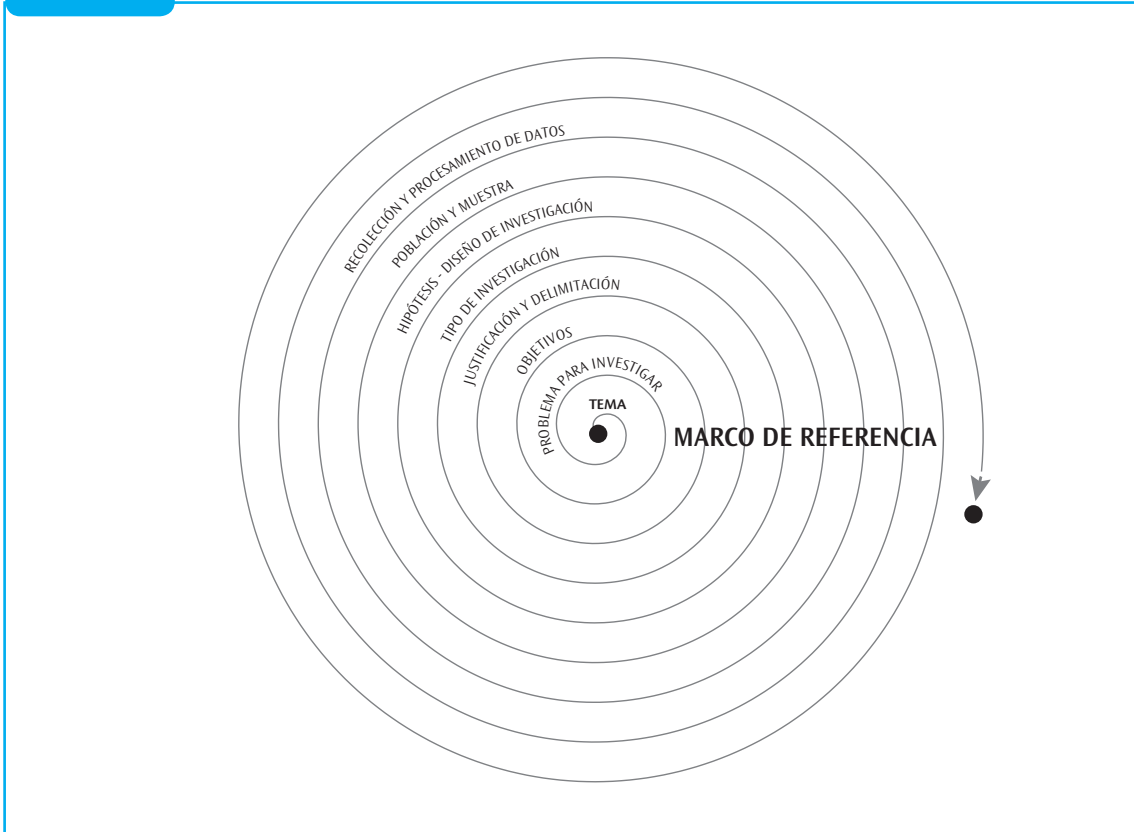 RECOLECCIÓN Y PROCESAMIENTO DE DATOS
POBLACIÓN Y MUESTRA
HIPÓTESIS - DISEÑO DE INVESTIGACIÓN
TIPO DE INVESTIGACIÓN
JUSTIFICACIÓN Y DELIMITACIÓN
OBJETIVOS
PROBLEMA PARA INVESTIGAR
TEMA
MARCO DE REFERENCIA